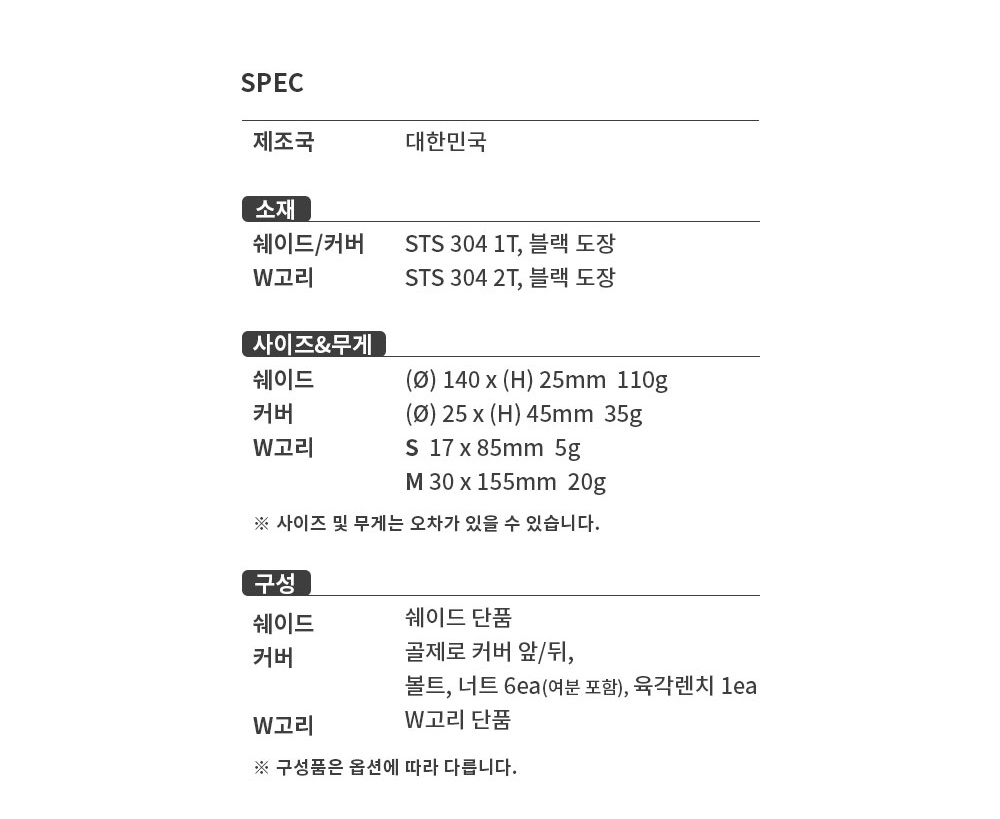 SPEC
제조국 대한민국
소재
쉐이드/커버 STS 304 1T, 블랙 도장
W고리 STS 304 2T, 블랙 도장
사이즈&무게
쉐이드 (Ø) 140 x (H) 25mm 110g
커버 (Ø) 25 x (H) 45mm 35g
W고리 S 17 x 85mm 5g
M 30 x 155mm 20g
※ 사이즈 및 무게는 오차가 있을 수 있습니다.
구성
쉐이드 쉐이드 단품
커버 골제로 커버 앞/뒤,
볼트, 너트 6ea(여분 포함), 육각렌치 1ea
W고리 W고리 단품
※ 구성품은 옵션에 따라 다릅니다.